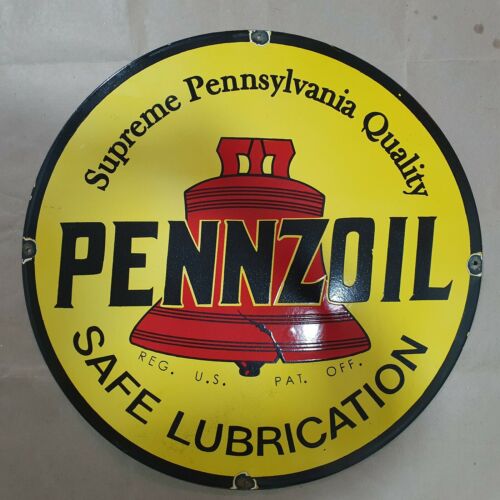 Supreme Pennsylvania Quality
PENNZOIL
REG. U.S. PAT. OFF.
SAFE LUBRICATION